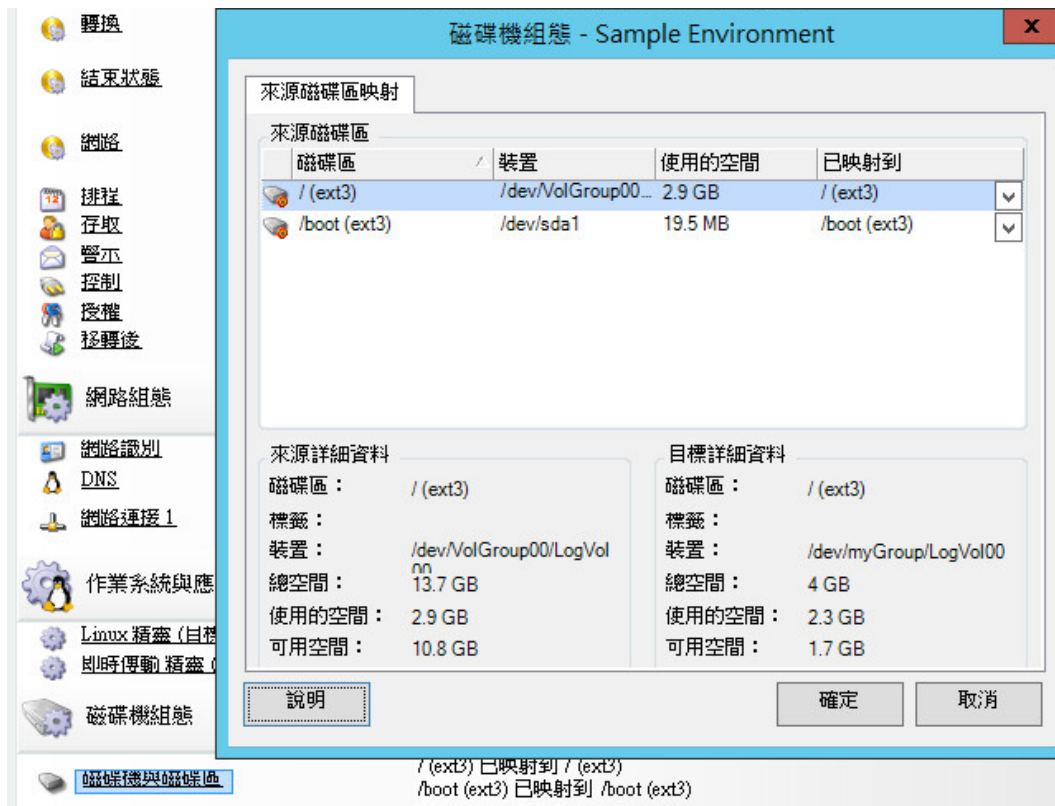 轉換
結束狀態
網路
排程
存取
警示
控制
授權
移轉後
網路組態
網路識別
DNS
網路連接 1
作業系統與應
Linux 精靈 (目標
即時傳動 精靈 (
磁碟機組態
磁碟機與磁碟區
磁碟機組態 - Sample Environment
x
來源磁碟區映射
來源磁碟區
磁碟區 裝置 使用的空間 已映射到
/ (ext3) /dev/VolGroup00... 2.9 GB / (ext3)
/boot (ext3) /dev/sda1 19.5 MB /boot (ext3)
來源詳細資料
磁碟區： / (ext3)
標籤：
裝置： /dev/VolGroup00/LogVol
00
總空間： 13.7 GB
使用的空間： 2.9 GB
可用空間： 10.8 GB
目標詳細資料
磁碟區： / (ext3)
標籤：
裝置： /dev/myGroup/LogVol00
總空間： 4 GB
使用的空間： 2.3 GB
可用空間： 1.7 GB
說明 確定 取消
/ (ext3) 已映射到 / (ext3)
/boot (ext3) 已映射到 /boot (ext3)